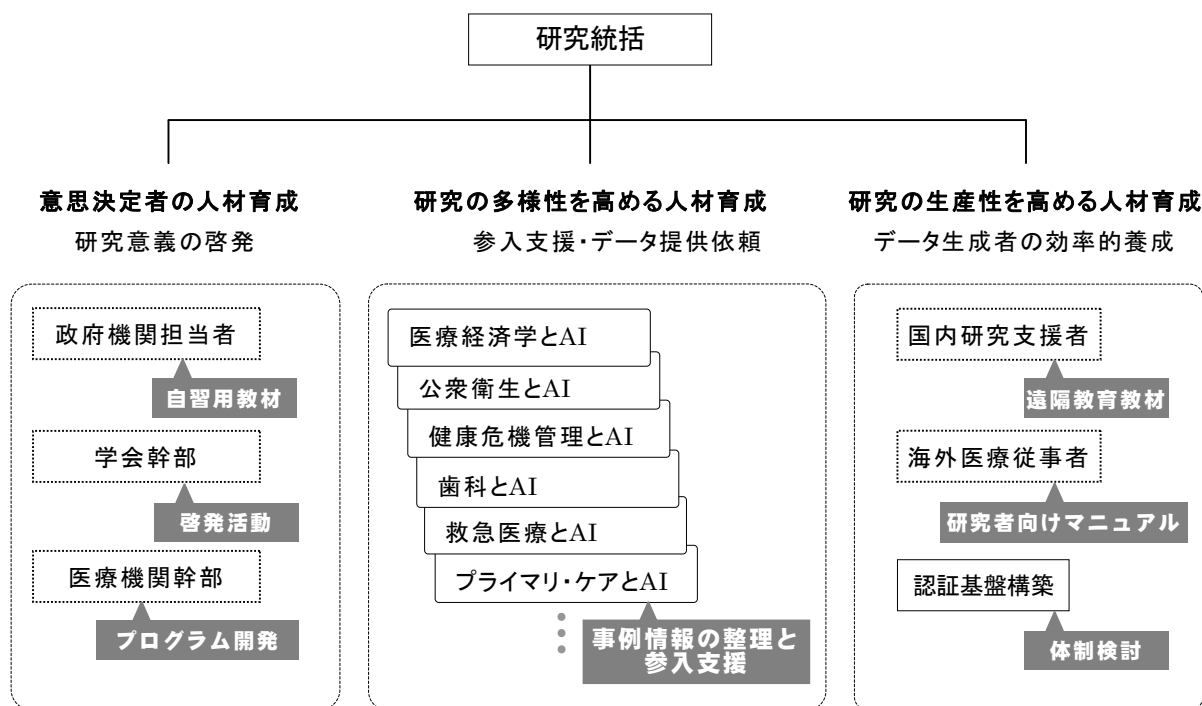 研究統括
意思決定者の人材育成
研究意義の啓発
政府機関担当者
自習用教材
学会幹部
啓発活動
医療機関幹部
プログラム開発
研究の多様性を高める人材育成
参入支援・データ提供依頼
医療経済学とAI
公衆衛生とAI
健康危機管理とAI
歯科とAI
救急医療とAI
プライマリ・ケアとAI
事例情報の整理と
参入支援
研究の生産性を高める人材育成
データ生成者の効率的養成
国内研究支援者
遠隔教育教材
海外医療従事者
研究者向けマニュアル
認証基盤構築
体制検討